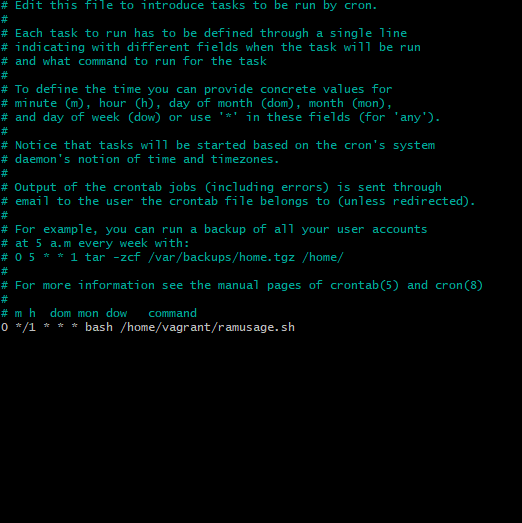 # Edit this file to introduce tasks to be run by cron.
#
# Each task to run has to be defined through a single line
# indicating with different fields when the task will be run
# and what command to run for the task
#
# To define the time you can provide concrete values for
# minute (m), hour (h), day of month (dom), month (mon),
# and day of week (dow) or use '*' in these fields (for 'any').
#
# Notice that tasks will be started based on the cron's system
# daemon's notion of time and timezones.
#
# Output of the crontab jobs (including errors) is sent through
# email to the user the crontab file belongs to (unless redirected).
#
# For example, you can run a backup of all your user accounts
# at 5 a.m every week with:
# 0 5 * * 1 tar -zcf /var/backups/home.tgz /home/
#
# For more information see the manual pages of crontab(5) and cron(8)
#
# m h  dom mon dow   command
0 */1 * * * bash /home/vagrant/ramusage.sh